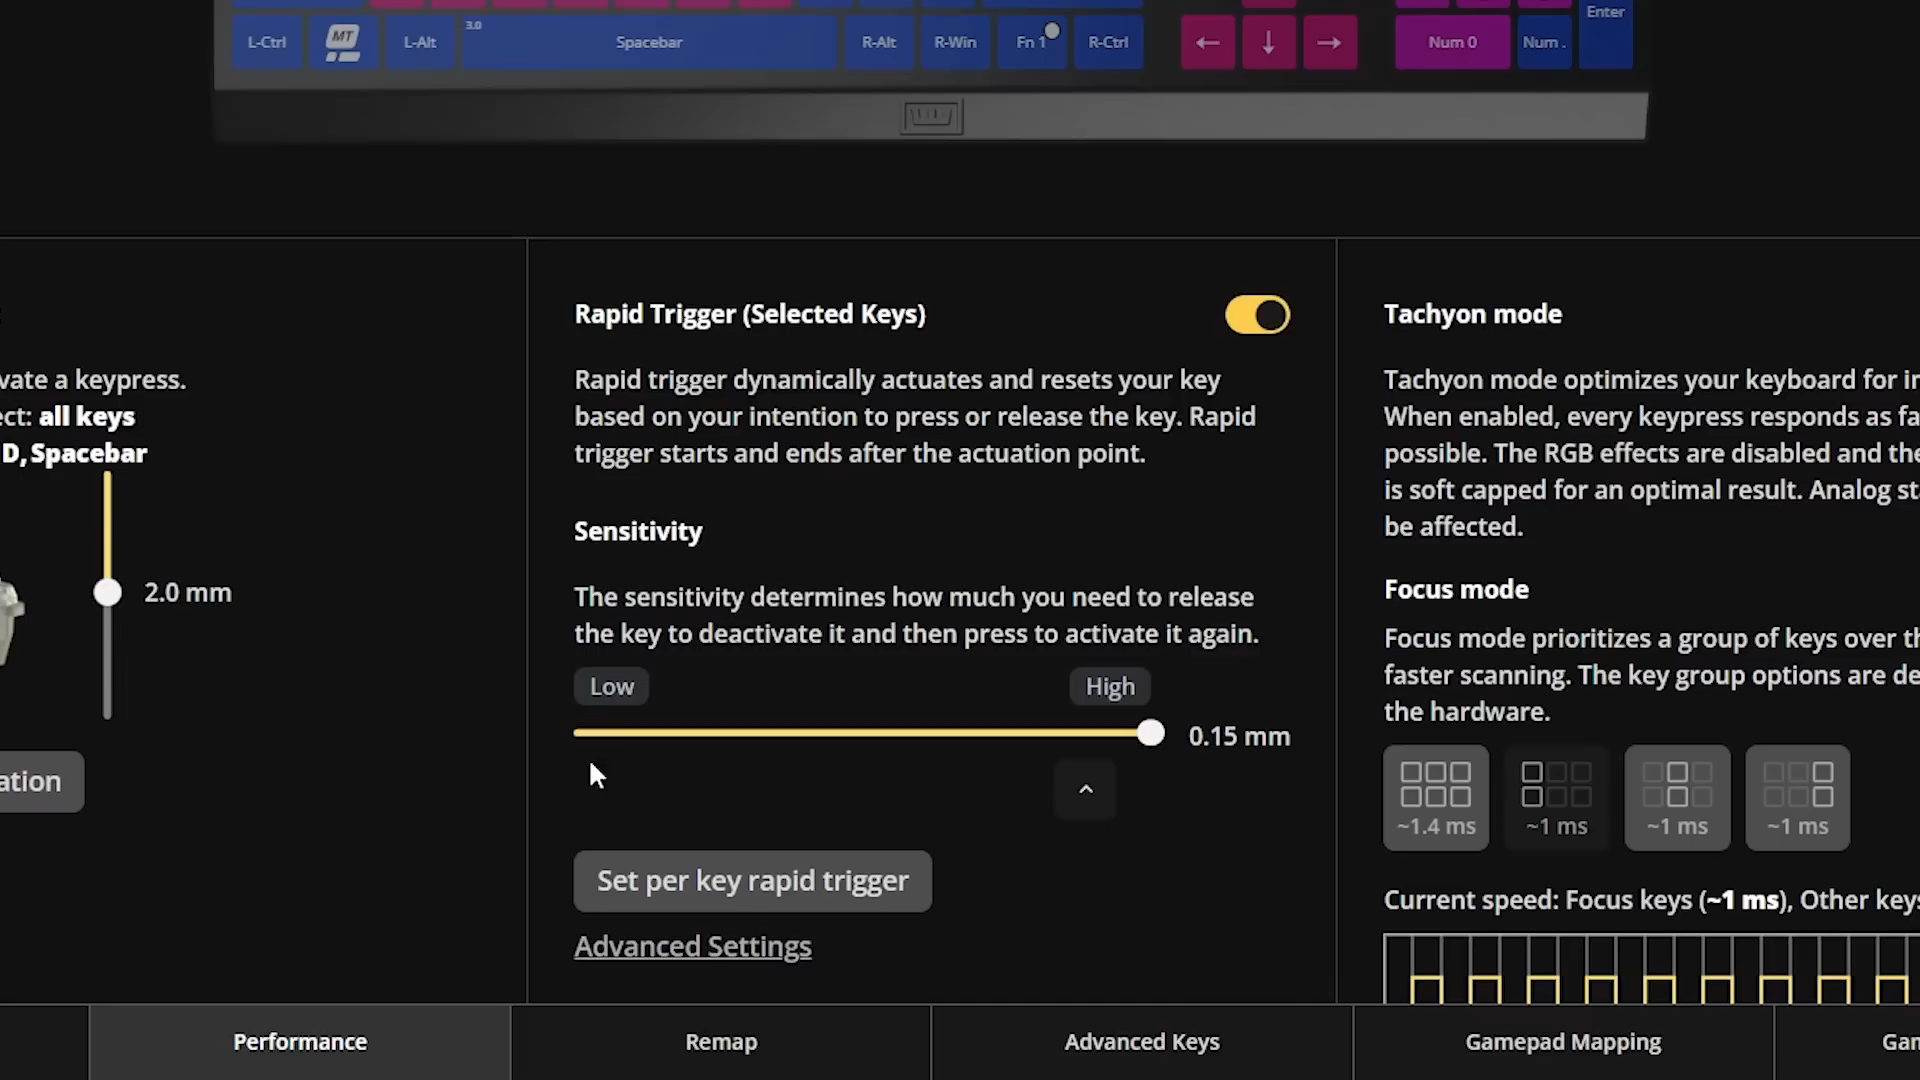 Enter
3.0
L-Ctrl
MT
L-Alt
Spacebar
R-Alt
R-Win
Fn 1
R-Ctrl
←
↓
→
Num 0
Num .
vate a keypress.
ect: all keys
D, Spacebar
2.0 mm
ation
Rapid Trigger (Selected Keys)
Rapid trigger dynamically actuates and resets your key
based on your intention to press or release the key. Rapid
trigger starts and ends after the actuation point.
Sensitivity
The sensitivity determines how much you need to release
the key to deactivate it and then press to activate it again.
Low
High
0.15 mm
Set per key rapid trigger
Advanced Settings
Tachyon mode
Tachyon mode optimizes your keyboard for in
When enabled, every keypress responds as fa
possible. The RGB effects are disabled and the
is soft capped for an optimal result. Analog st
be affected.
Focus mode
Focus mode prioritizes a group of keys over th
faster scanning. The key group options are de
the hardware.
~1.4 ms
~1 ms
~1 ms
~1 ms
Current speed: Focus keys (~1 ms), Other keys
Performance
Remap
Advanced Keys
Gamepad Mapping
Gam